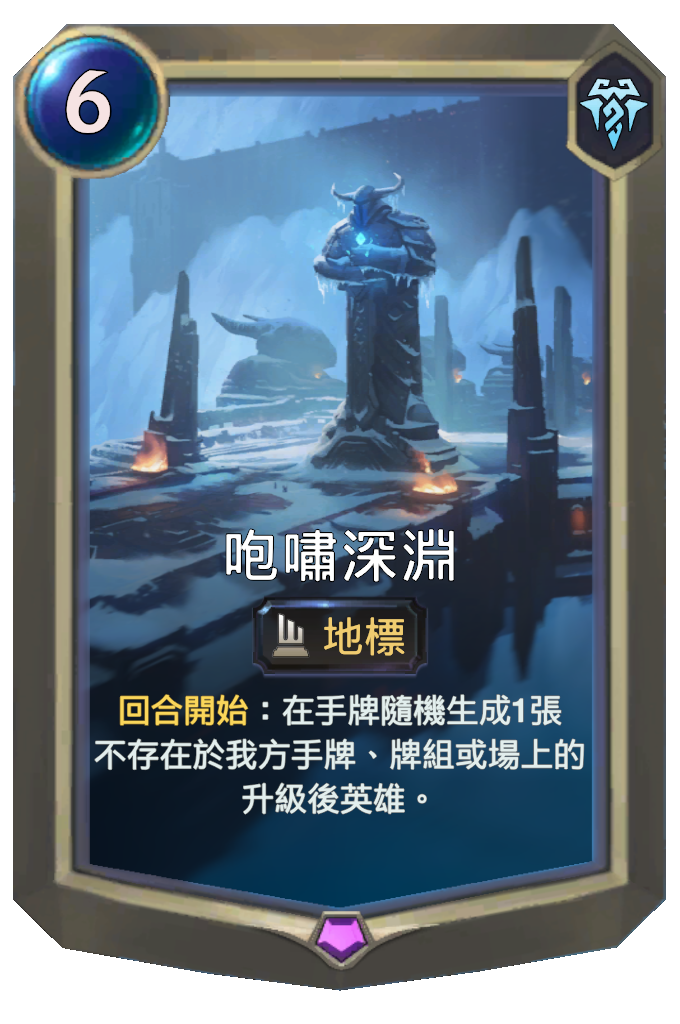 6
咆嘯深淵
地標
回合開始：在手牌隨機生成1張
不存在於我方手牌、牌組或場上的
升級後英雄。